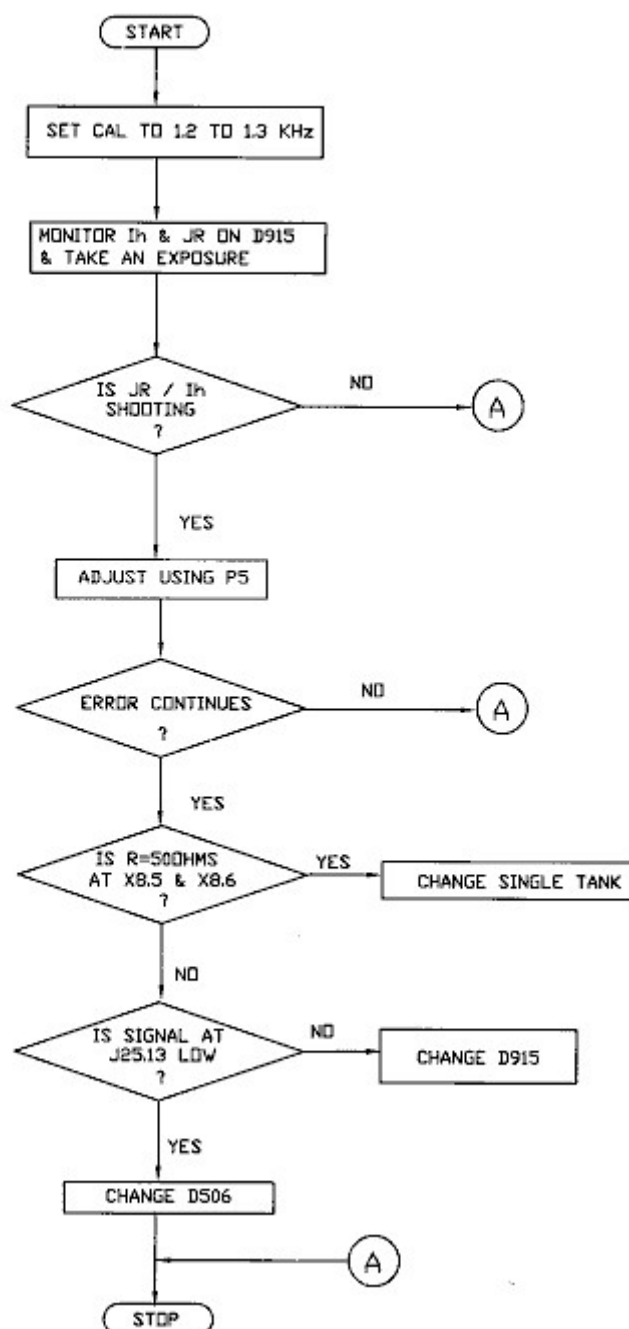 START
SET CAL TO 1.2 TO 1.3 KHz
MONITOR Ih & JR ON D915
& TAKE AN EXPOSURE
IS JR / Ih
SHOOTING
?
NO
A
YES
ADJUST USING P5
ERROR CONTINUES
?
NO
A
YES
IS R=50OHMS
AT X8.5 & X8.6
?
YES
CHANGE SINGLE TANK
NO
IS SIGNAL AT
J25.13 LOW
?
NO
CHANGE D915
YES
CHANGE D506
A
STOP